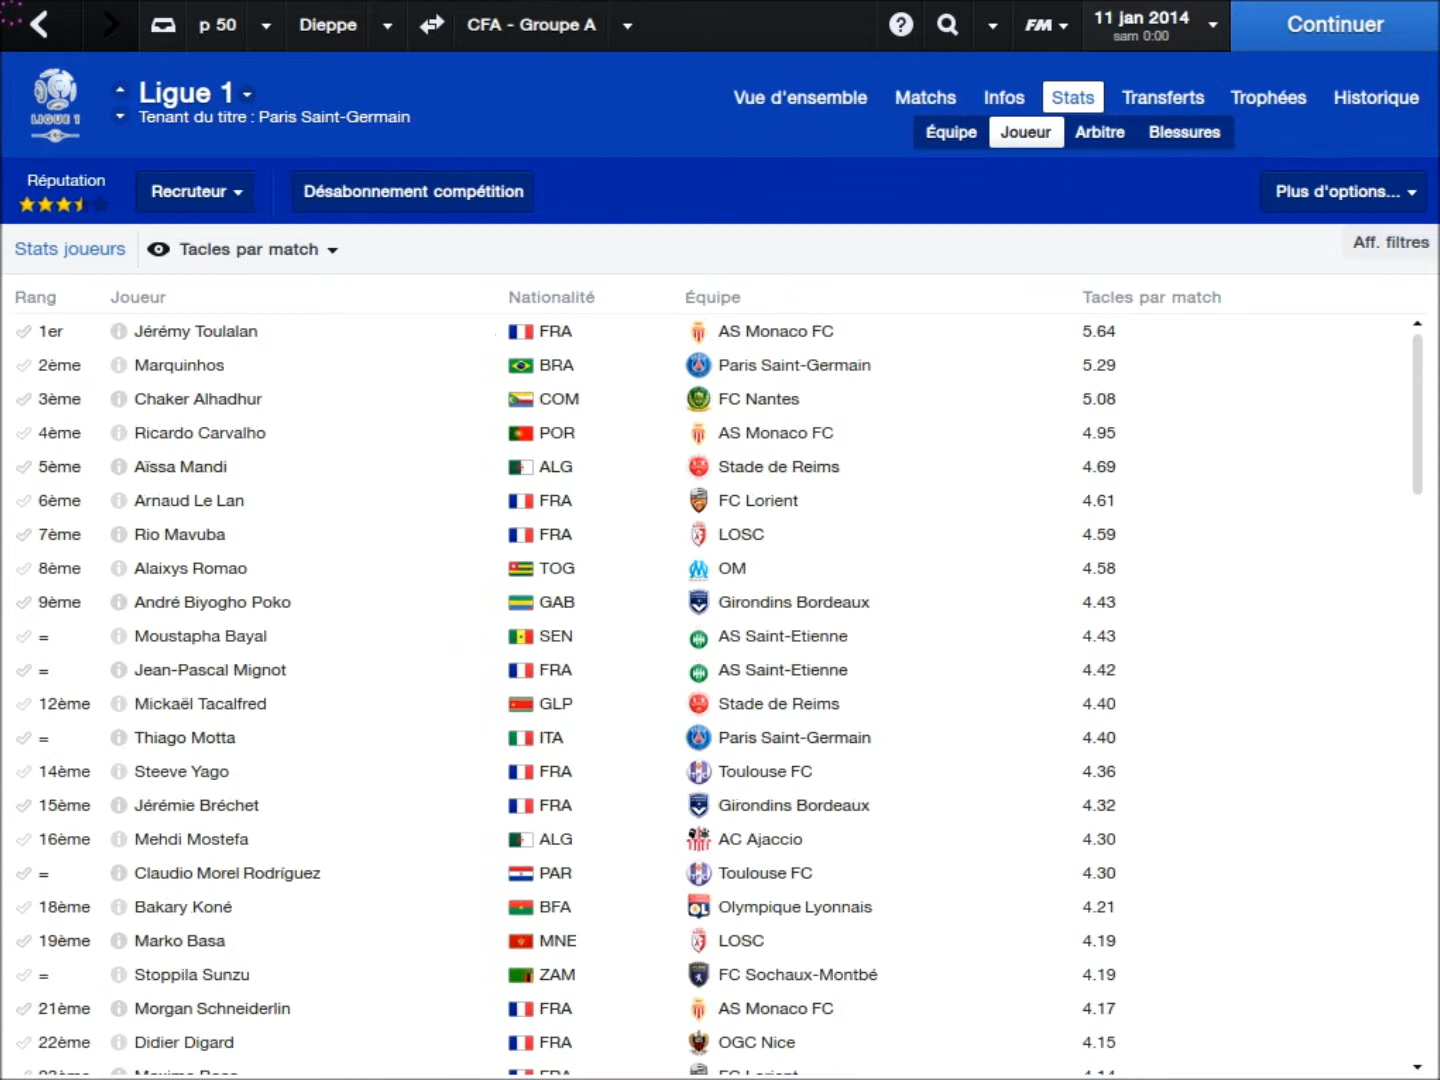 p 50 Dieppe CFA - Groupe A FM 11 jan 2014 Continuer
sam 0:00
Ligue 1
Tenant du titre : Paris Saint-Germain
LIGUE 1
Vue d'ensemble Matchs Infos Stats Transferts Trophées Historique
Équipe Joueur Arbitre Blessures
Réputation
Recruteur Désabonnement compétition Plus d'options...
Stats joueurs Tacles par match Aff. filtres
Rang Joueur Nationalité Équipe Tacles par match
1er Jérémy Toulalan FRA AS Monaco FC 5.64
2ème Marquinhos BRA Paris Saint-Germain 5.29
3ème Chaker Alhadhur COM FC Nantes 5.08
4ème Ricardo Carvalho POR AS Monaco FC 4.95
5ème Aïssa Mandi ALG Stade de Reims 4.69
6ème Arnaud Le Lan FRA FC Lorient 4.61
7ème Rio Mavuba FRA LOSC 4.59
8ème Alaixys Romao TOG OM 4.58
9ème André Biyogho Poko GAB Girondins Bordeaux 4.43
= Moustapha Bayal SEN AS Saint-Etienne 4.43
= Jean-Pascal Mignot FRA AS Saint-Etienne 4.42
12ème Mickaël Tacalfred GLP Stade de Reims 4.40
= Thiago Motta ITA Paris Saint-Germain 4.40
14ème Steeve Yago FRA Toulouse FC 4.36
15ème Jérémie Bréchet FRA Girondins Bordeaux 4.32
16ème Mehdi Mostefa ALG AC Ajaccio 4.30
= Claudio Morel Rodríguez PAR Toulouse FC 4.30
18ème Bakary Koné BFA Olympique Lyonnais 4.21
19ème Marko Basa MNE LOSC 4.19
= Stoppila Sunzu ZAM FC Sochaux-Montbé 4.19
21ème Morgan Schneiderlin FRA AS Monaco FC 4.17
22ème Didier Digard FRA OGC Nice 4.15